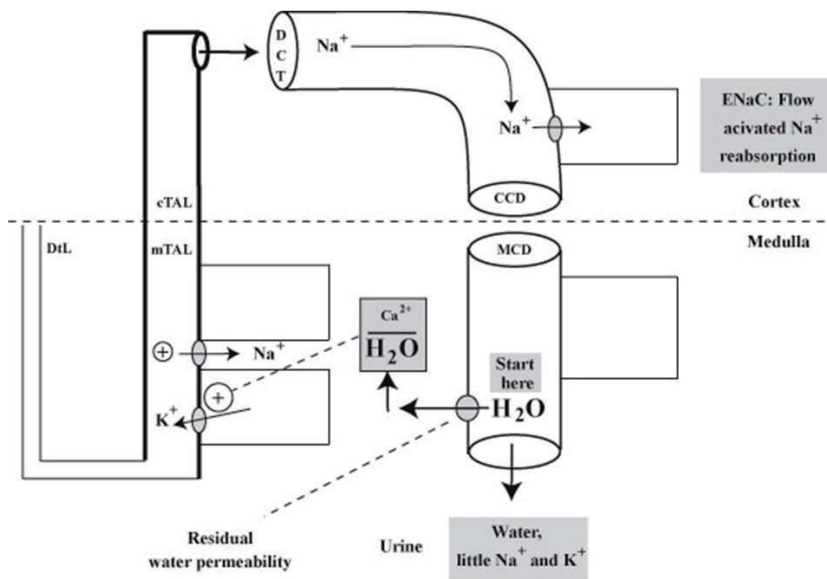 D
C
T
Na⁺
Na⁺
ENaC: Flow
acivated Na⁺
reabsorption
CCD
cTAL
Cortex
DtL
mTAL
MCD
Medulla
Ca²⁺
H₂O
+
Na⁺
Start
here
+
K⁺
H₂O
Residual
water permeability
Urine
Water,
little Na⁺ and K⁺